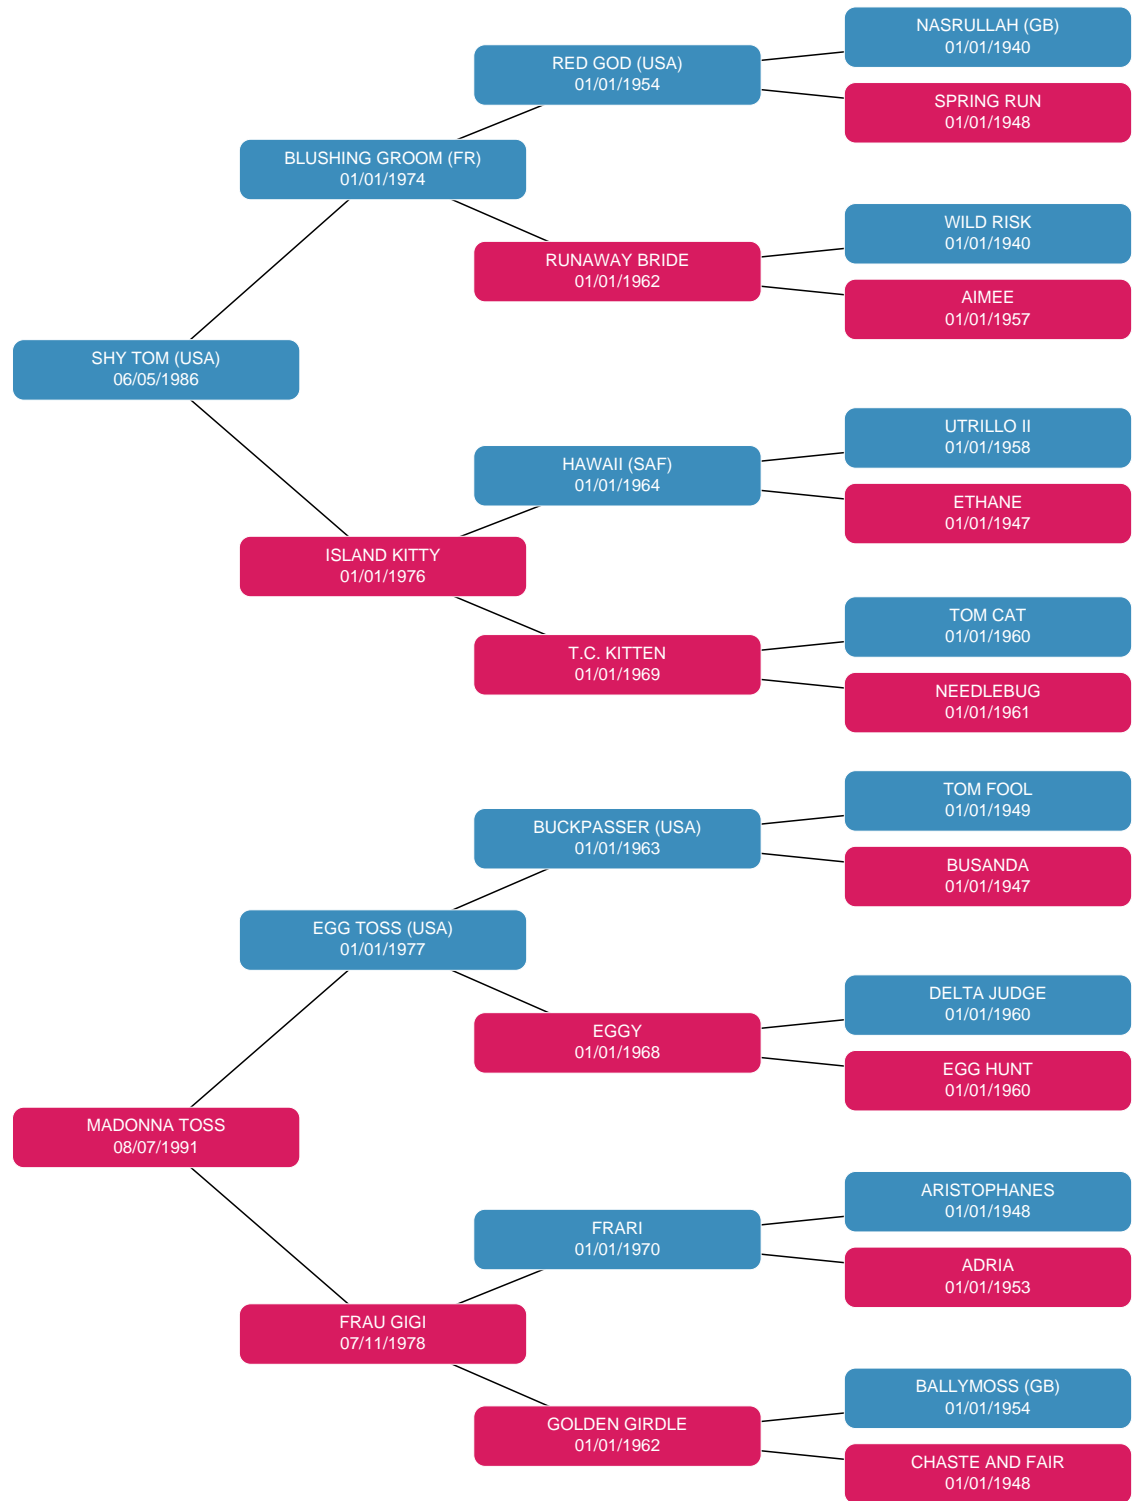 NASRULLAH (GB)
01/01/1940
RED GOD (USA)
01/01/1954
SPRING RUN
01/01/1948
BLUSHING GROOM (FR)
01/01/1974
WILD RISK
01/01/1940
RUNAWAY BRIDE
01/01/1962
AIMEE
01/01/1957
SHY TOM (USA)
06/05/1986
UTRILLO II
01/01/1958
HAWAII (SAF)
01/01/1964
ETHANE
01/01/1947
ISLAND KITTY
01/01/1976
TOM CAT
01/01/1960
T.C. KITTEN
01/01/1969
NEEDLEBUG
01/01/1961
TOM FOOL
01/01/1949
BUCKPASSER (USA)
01/01/1963
BUSANDA
01/01/1947
EGG TOSS (USA)
01/01/1977
DELTA JUDGE
01/01/1960
EGGY
01/01/1968
EGG HUNT
01/01/1960
MADONNA TOSS
08/07/1991
ARISTOPHANES
01/01/1948
FRARI
01/01/1970
ADRIA
01/01/1953
FRAU GIGI
07/11/1978
BALLYMOSS (GB)
01/01/1954
GOLDEN GIRDLE
01/01/1962
CHASTE AND FAIR
01/01/1948